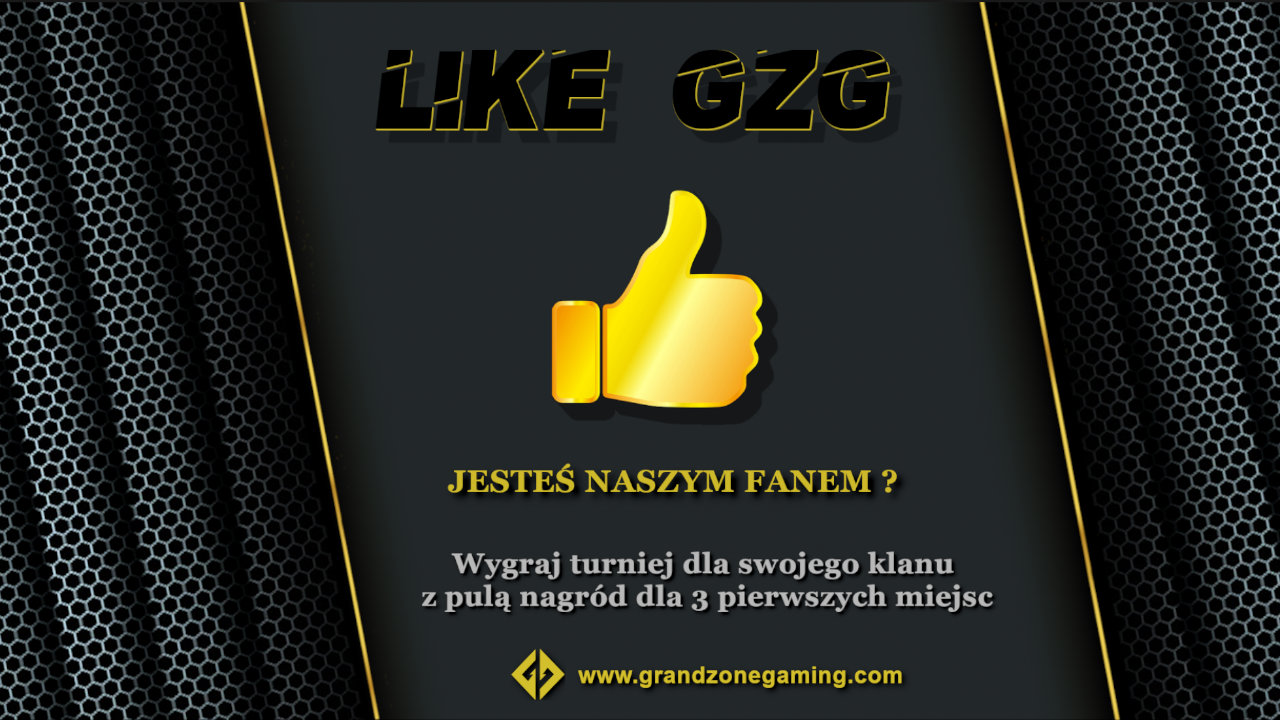 LIKE GZG
JESTEŚ NASZYM FANEM ?
Wygraj turniej dla swojego klanu
z pulą nagród dla 3 pierwszych miejsc
www.grandzonegaming.com